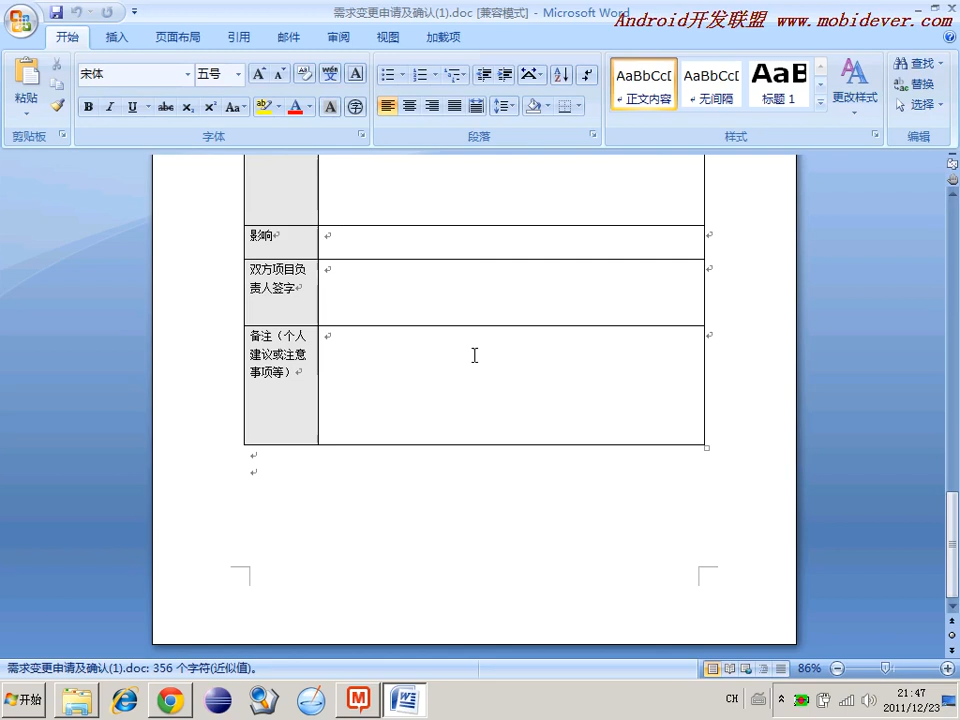 需求变更申请及确认(1).doc [兼容模式] - Microsoft Word
Android开发联盟 www.mobidever.com
开始 插入 页面布局 引用 邮件 审阅 视图 加载项
宋体 五号
粘贴
B I U abc X₂ X² Aa
AaBbCcI AaBbCcI AaB
正文内容 无间隔 标题 1
更改样式
查找
替换
选择
剪贴板 字体 段落 样式 编辑
影响
双方项目负
责人签字
备注（个人
建议或注意
事项等）
需求变更申请及确认(1).doc: 356 个字符(近似值)。
86%
开始
CH
21:47
2011/12/23